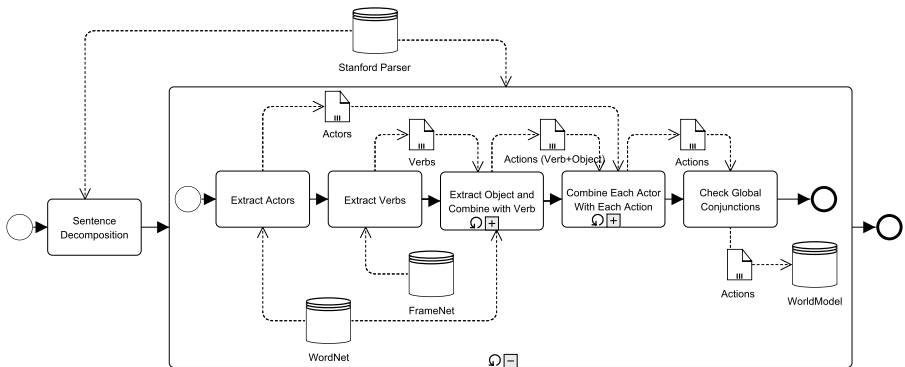 Stanford Parser
Actors
Verbs
Actions (Verb+Object)
Actions
Sentence
Decomposition
Extract Actors
Extract Verbs
Extract Object and
Combine with Verb
Combine Each Actor
With Each Action
Check Global
Conjunctions
FrameNet
WordNet
Actions
WorldModel